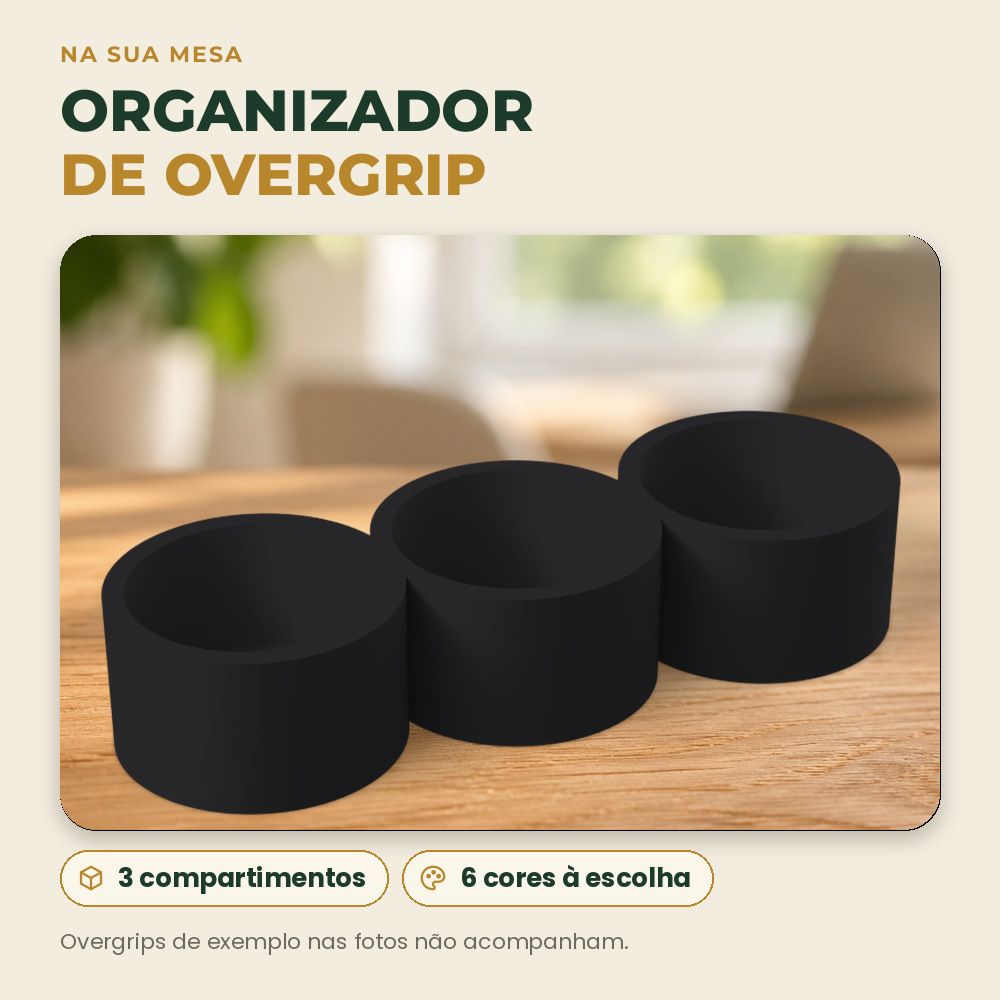 NA SUA MESA
ORGANIZADOR
DE OVERGRIP
3 compartimentos
6 cores à escolha
Overgrips de exemplo nas fotos não acompanham.